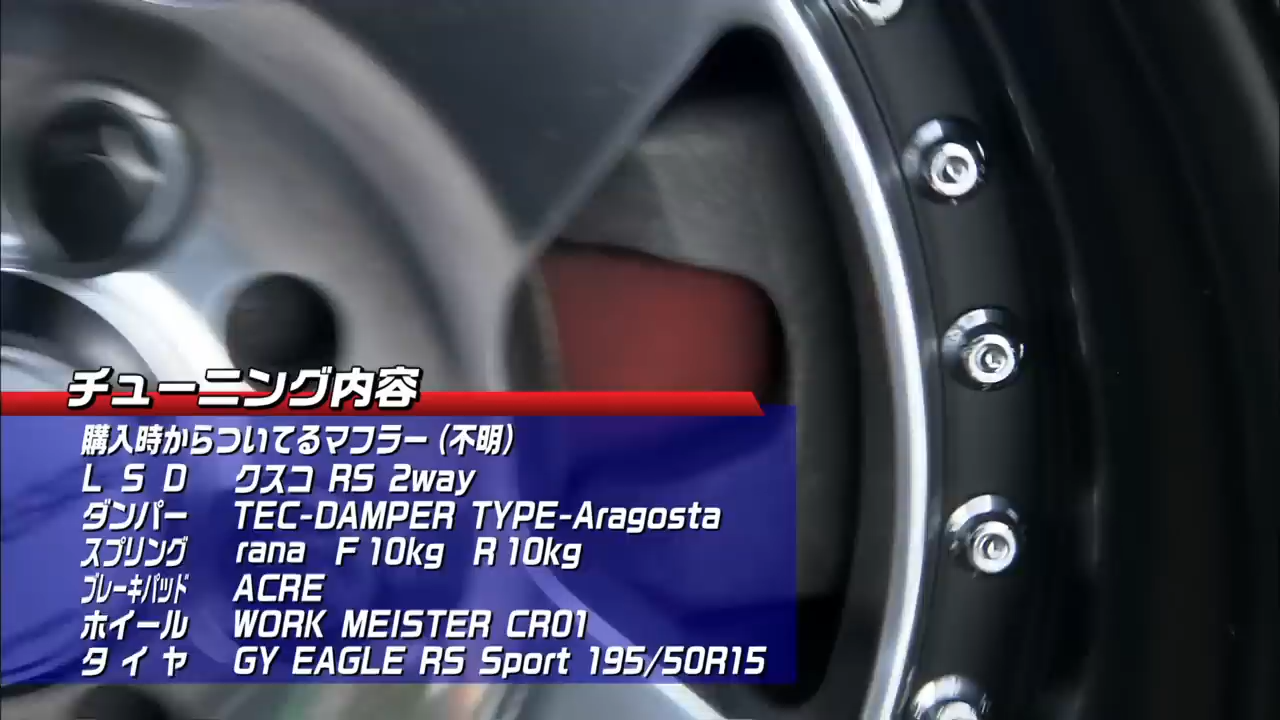 チューニング内容
購入時からついてるマフラー(不明)
LSD クスコ RS 2way
ダンパー TEC-DAMPER TYPE-Aragosta
スプリング rana F10kg R10kg
ブレーキパッド ACRE
ホイール WORK MEISTER CR01
タイヤ GY EAGLE RS Sport 195/50R15